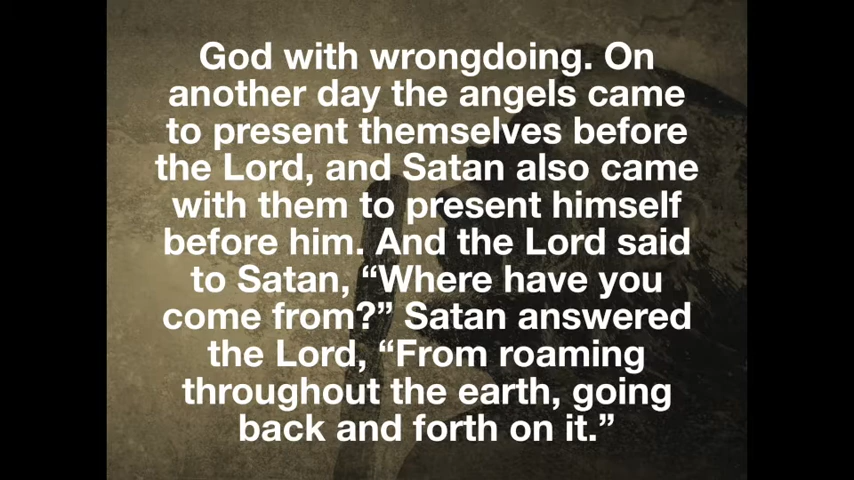 God with wrongdoing. On
another day the angels came
to present themselves before
the Lord, and Satan also came
with them to present himself
before him. And the Lord said
to Satan, “Where have you
come from?” Satan answered
the Lord, “From roaming
throughout the earth, going
back and forth on it.”